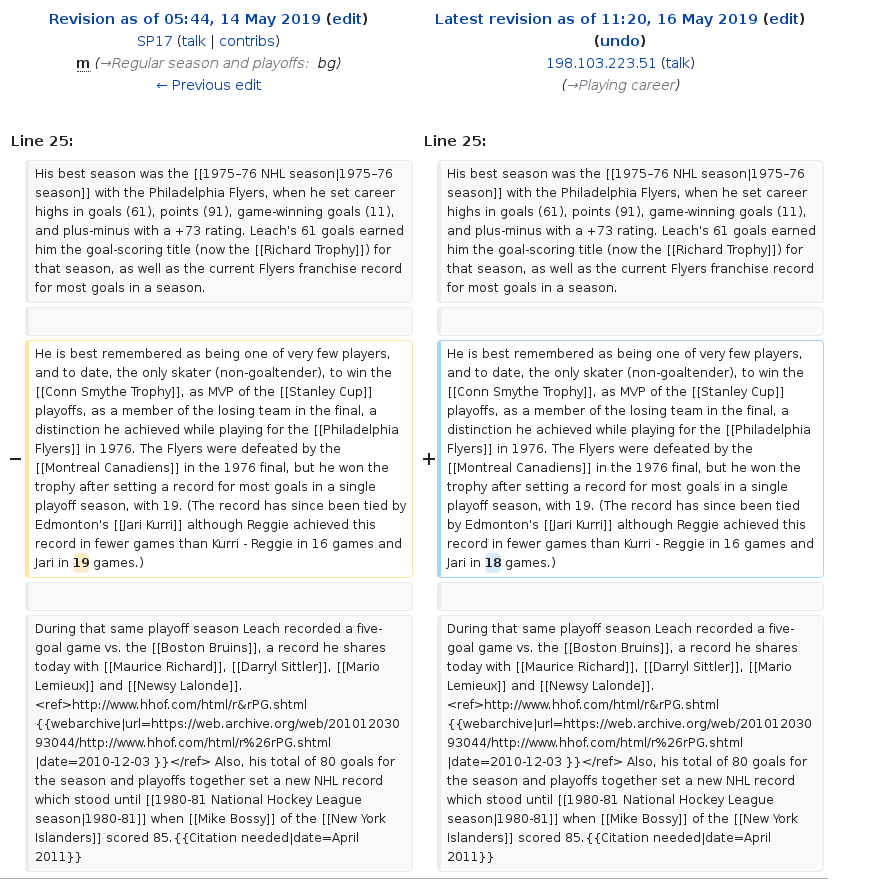 Revision as of 05:44, 14 May 2019 (edit)
SP17 (talk | contribs)
m (→Regular season and playoffs: bg)
← Previous edit
Latest revision as of 11:20, 16 May 2019 (edit)
(undo)
198.103.223.51 (talk)
(→Playing career)
Line 25:
His best season was the [[1975–76 NHL season|1975–76
season]] with the Philadelphia Flyers, when he set career
highs in goals (61), points (91), game-winning goals (11),
and plus-minus with a +73 rating. Leach's 61 goals earned
him the goal-scoring title (now the [[Richard Trophy]]) for
that season, as well as the current Flyers franchise record
for most goals in a season.
−
He is best remembered as being one of very few players,
and to date, the only skater (non-goaltender), to win the
[[Conn Smythe Trophy]], as MVP of the [[Stanley Cup]]
playoffs, as a member of the losing team in the final, a
distinction he achieved while playing for the [[Philadelphia
Flyers]] in 1976. The Flyers were defeated by the
[[Montreal Canadiens]] in the 1976 final, but he won the
trophy after setting a record for most goals in a single
playoff season, with 19. (The record has since been tied by
Edmonton's [[Jari Kurri]] although Reggie achieved this
record in fewer games than Kurri - Reggie in 16 games and
Jari in 19 games.)
During that same playoff season Leach recorded a five-
goal game vs. the [[Boston Bruins]], a record he shares
today with [[Maurice Richard]], [[Darryl Sittler]], [[Mario
Lemieux]] and [[Newsy Lalonde]].
<ref>http://www.hhof.com/html/r&rPG.shtml
{{webarchive|url=https://web.archive.org/web/201012030
93044/http://www.hhof.com/html/r%26rPG.shtml
|date=2010-12-03 }}</ref> Also, his total of 80 goals for
the season and playoffs together set a new NHL record
which stood until [[1980-81 National Hockey League
season|1980-81]] when [[Mike Bossy]] of the [[New York
Islanders]] scored 85.{{Citation needed|date=April
2011}}
Line 25:
His best season was the [[1975–76 NHL season|1975–76
season]] with the Philadelphia Flyers, when he set career
highs in goals (61), points (91), game-winning goals (11),
and plus-minus with a +73 rating. Leach's 61 goals earned
him the goal-scoring title (now the [[Richard Trophy]]) for
that season, as well as the current Flyers franchise record
for most goals in a season.
+
He is best remembered as being one of very few players,
and to date, the only skater (non-goaltender), to win the
[[Conn Smythe Trophy]], as MVP of the [[Stanley Cup]]
playoffs, as a member of the losing team in the final, a
distinction he achieved while playing for the [[Philadelphia
Flyers]] in 1976. The Flyers were defeated by the
[[Montreal Canadiens]] in the 1976 final, but he won the
trophy after setting a record for most goals in a single
playoff season, with 19. (The record has since been tied
by Edmonton's [[Jari Kurri]] although Reggie achieved this
record in fewer games than Kurri - Reggie in 16 games and
Jari in 18 games.)
During that same playoff season Leach recorded a five-
goal game vs. the [[Boston Bruins]], a record he shares
today with [[Maurice Richard]], [[Darryl Sittler]], [[Mario
Lemieux]] and [[Newsy Lalonde]].
<ref>http://www.hhof.com/html/r&rPG.shtml
{{webarchive|url=https://web.archive.org/web/201012030
93044/http://www.hhof.com/html/r%26rPG.shtml
|date=2010-12-03 }}</ref> Also, his total of 80 goals for
the season and playoffs together set a new NHL record
which stood until [[1980-81 National Hockey League
season|1980-81]] when [[Mike Bossy]] of the [[New York
Islanders]] scored 85.{{Citation needed|date=April
2011}}